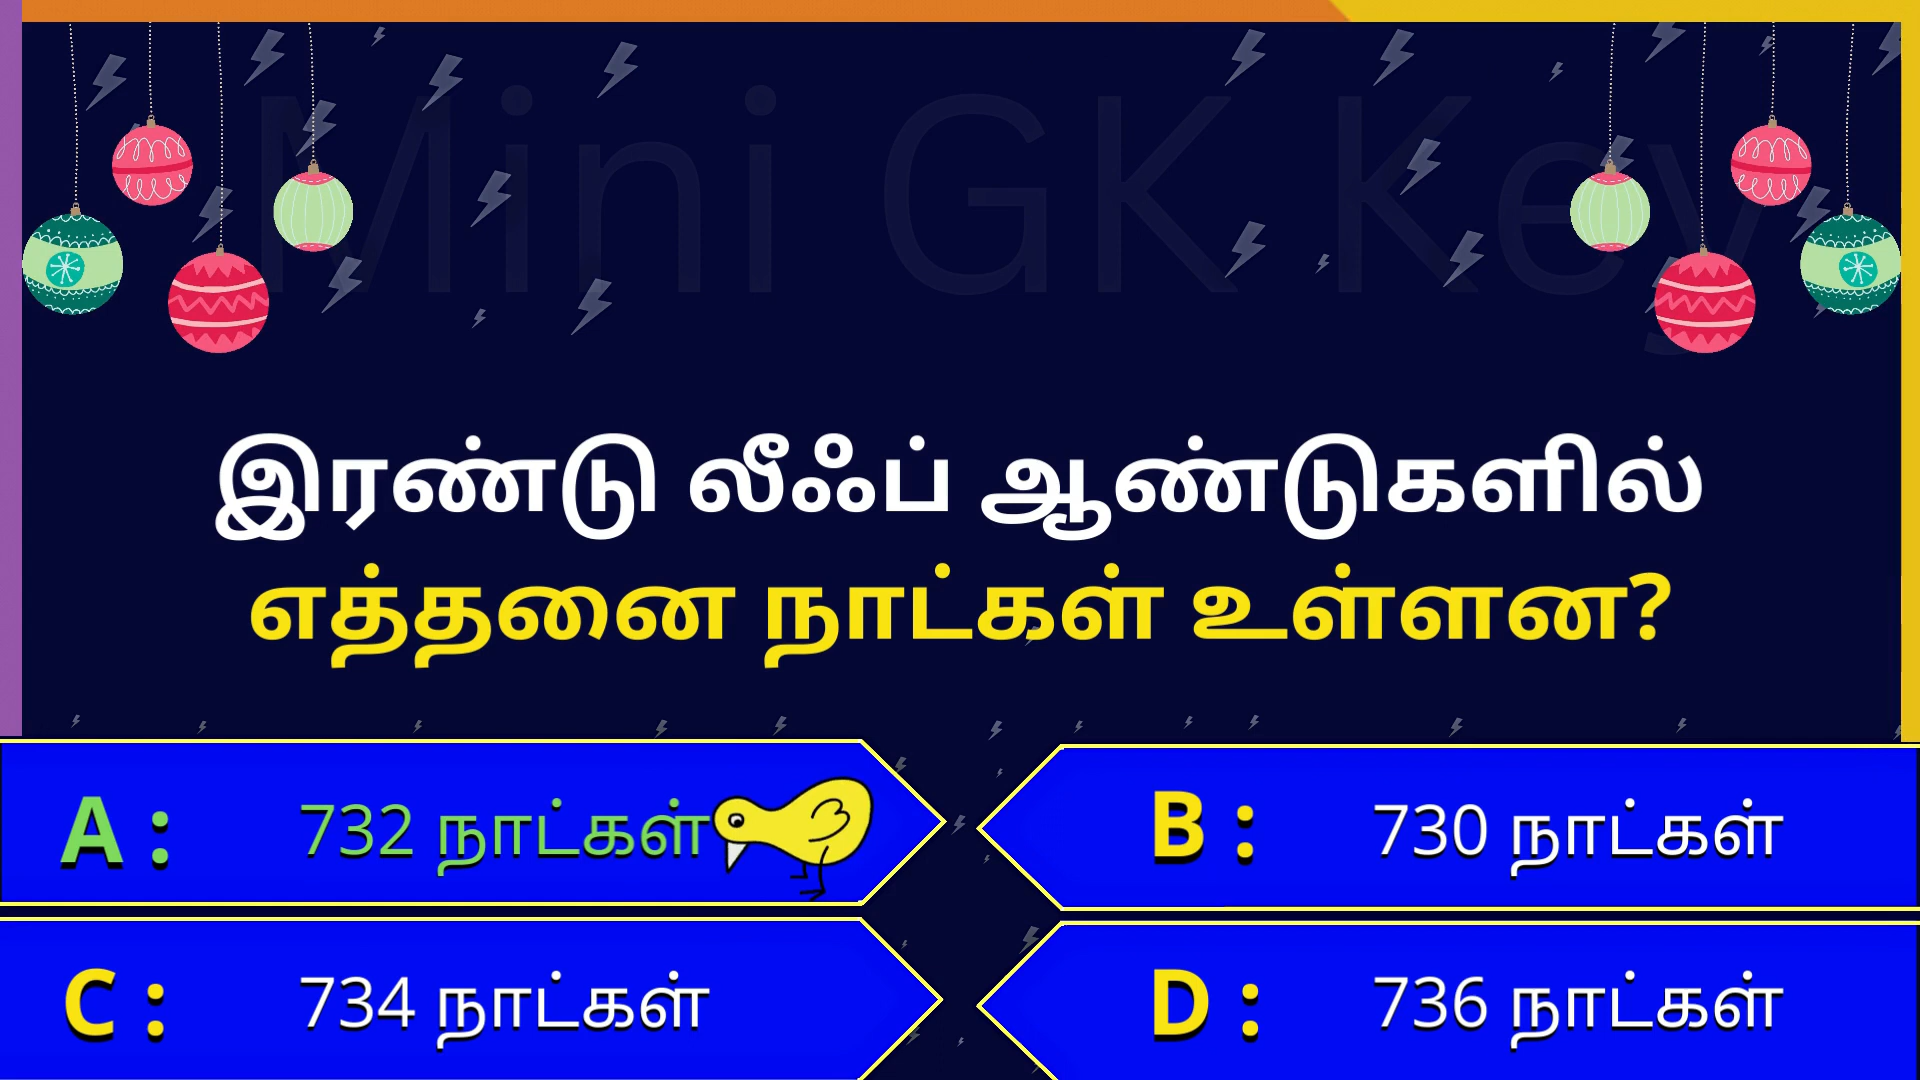 Mini GK Key
இரண்டு லீஃப் ஆண்டுகளில்
எத்தனை நாட்கள் உள்ளன?
A : 732 நாட்கள்
B : 730 நாட்கள்
C : 734 நாட்கள்
D : 736 நாட்கள்